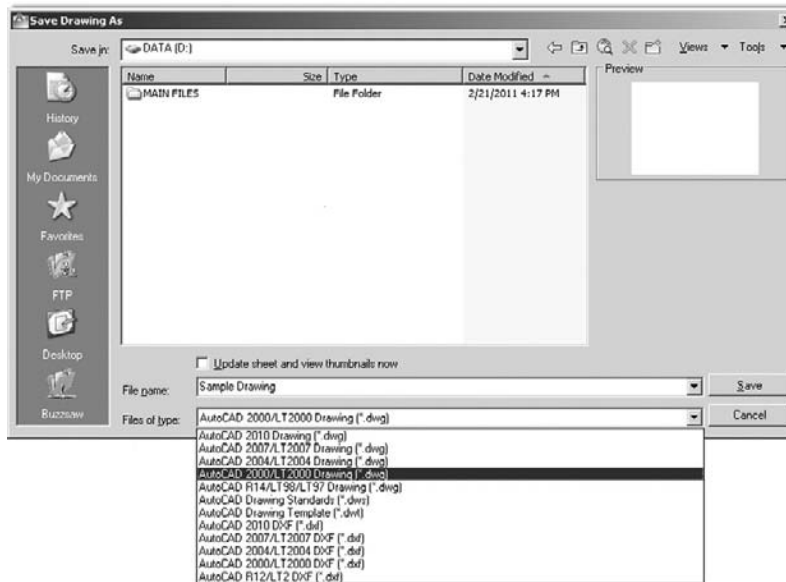 Save Drawing As
Save in: DATA (D:) Views Tools
Name Size Type Date Modified Preview
MAIN FILES File Folder 2/21/2011 4:17 PM
History
My Documents
Favorites
FTP
Desktop
Buzzsaw
Update sheet and view thumbnails now
File name: Sample Drawing Save
Files of type: AutoCAD 2000/LT2000 Drawing (*.dwg) Cancel
AutoCAD 2010 Drawing (*.dwg)
AutoCAD 2007/LT2007 Drawing (*.dwg)
AutoCAD 2004/LT2004 Drawing (*.dwg)
AutoCAD 2000/LT2000 Drawing (*.dwg)
AutoCAD R14/LT98/LT97 Drawing (*.dwg)
AutoCAD Drawing Standards (*.dws)
AutoCAD Drawing Template (*.dwt)
AutoCAD 2010 DXF (*.dxf)
AutoCAD 2007/LT2007 DXF (*.dxf)
AutoCAD 2004/LT2004 DXF (*.dxf)
AutoCAD 2000/LT2000 DXF (*.dxf)
AutoCAD R12/LT2 DXF (*.dxf)